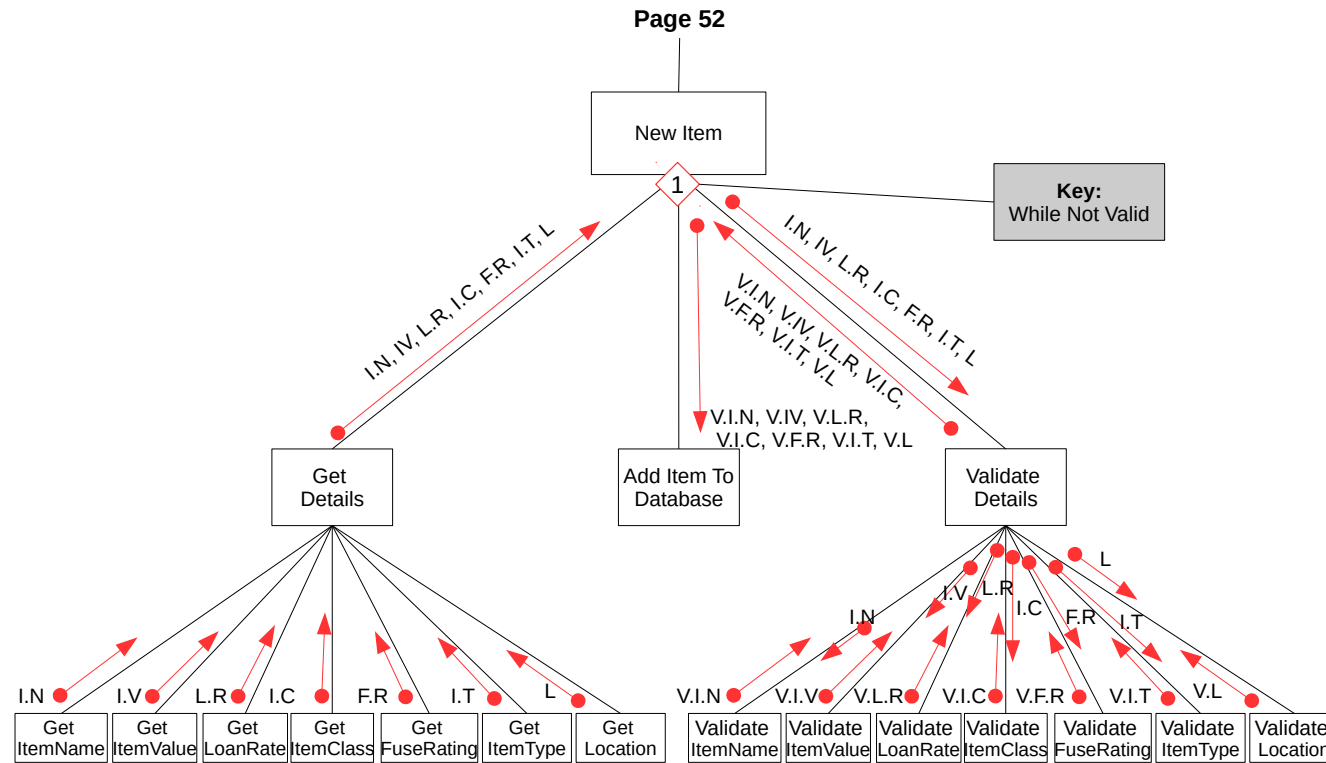 Page 52
New Item
1
Key:
While Not Valid
I.N, IV, L.R, I.C, F.R, I.T, L
I.N, IV, L.R, I.C, F.R, I.T, L
V.I.N, V.IV, V.L.R, V.I.C,
V.F.R, V.I.T, V.L
V.I.N, V.IV, V.L.R,
V.I.C, V.F.R, V.I.T, V.L
Get
Details
Add Item To
Database
Validate
Details
I.N
I.V
L.R
I.C
F.R
I.T
L
I.N
I.V
L.R
I.C
F.R
I.T
L
V.I.N
V.I.V
V.L.R
V.I.C
V.F.R
V.I.T
V.L
Get
ItemName
Get
ItemValue
Get
LoanRate
Get
ItemClass
Get
FuseRating
Get
ItemType
Get
Location
Validate
ItemName
Validate
ItemValue
Validate
LoanRate
Validate
ItemClass
Validate
FuseRating
Validate
ItemType
Validate
Location